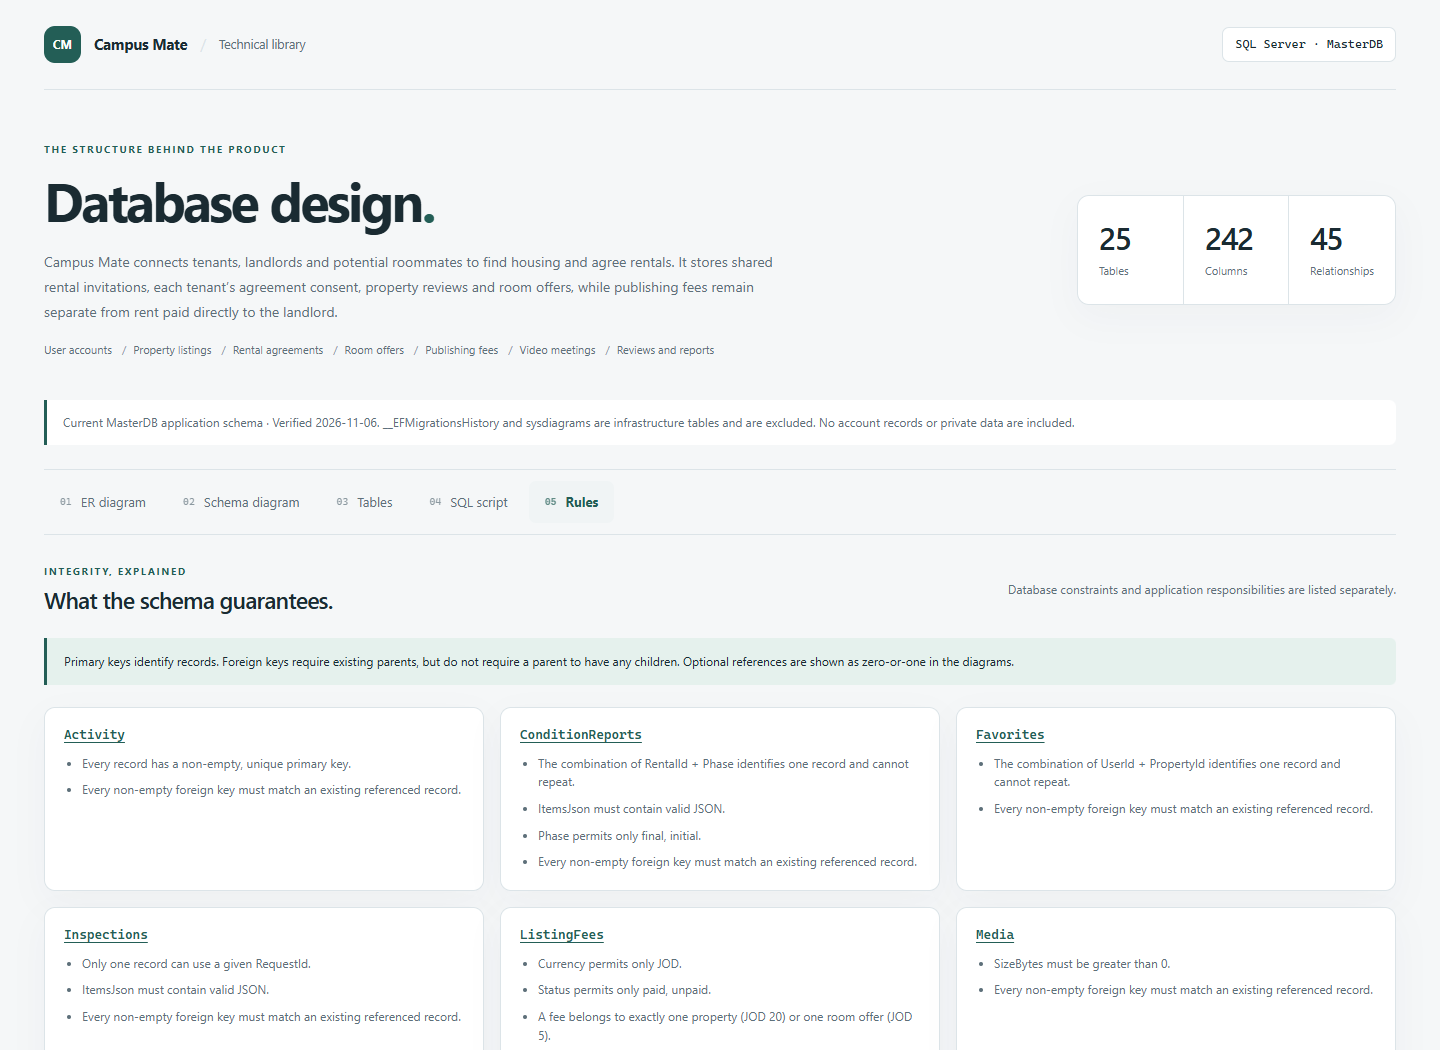 CM Campus Mate / Technical library
SQL Server · MasterDB
THE STRUCTURE BEHIND THE PRODUCT
Database design.
Campus Mate connects tenants, landlords and potential roommates to find housing and agree rentals. It stores shared
rental invitations, each tenant’s agreement consent, property reviews and room offers, while publishing fees remain
separate from rent paid directly to the landlord.
User accounts / Property listings / Rental agreements / Room offers / Publishing fees / Video meetings / Reviews and reports
25
Tables
242
Columns
45
Relationships
Current MasterDB application schema · Verified 2026-11-06. __EFMigrationsHistory and sysdiagrams are infrastructure tables and are excluded. No account records or private data are included.
01 ER diagram
02 Schema diagram
03 Tables
04 SQL script
05 Rules
INTEGRITY, EXPLAINED
What the schema guarantees.
Database constraints and application responsibilities are listed separately.
Primary keys identify records. Foreign keys require existing parents, but do not require a parent to have any children. Optional references are shown as zero-or-one in the diagrams.
Activity
• Every record has a non-empty, unique primary key.
• Every non-empty foreign key must match an existing referenced record.
ConditionReports
• The combination of RentalId + Phase identifies one record and cannot
repeat.
• ItemsJson must contain valid JSON.
• Phase permits only final, initial.
• Every non-empty foreign key must match an existing referenced record.
Favorites
• The combination of UserId + PropertyId identifies one record and
cannot repeat.
• Every non-empty foreign key must match an existing referenced record.
Inspections
• Only one record can use a given RequestId.
• ItemsJson must contain valid JSON.
• Every non-empty foreign key must match an existing referenced record.
ListingFees
• Currency permits only JOD.
• Status permits only paid, unpaid.
• A fee belongs to exactly one property (JOD 20) or one room offer (JOD
5).
Media
• SizeBytes must be greater than 0.
• Every non-empty foreign key must match an existing referenced record.